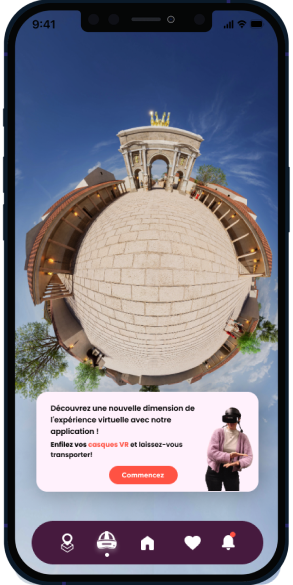 9:41
Découvrez une nouvelle dimension de
l'expérience virtuelle avec notre
application !
Enfilez vos casques VR et laissez-vous
transporter!
Commencez